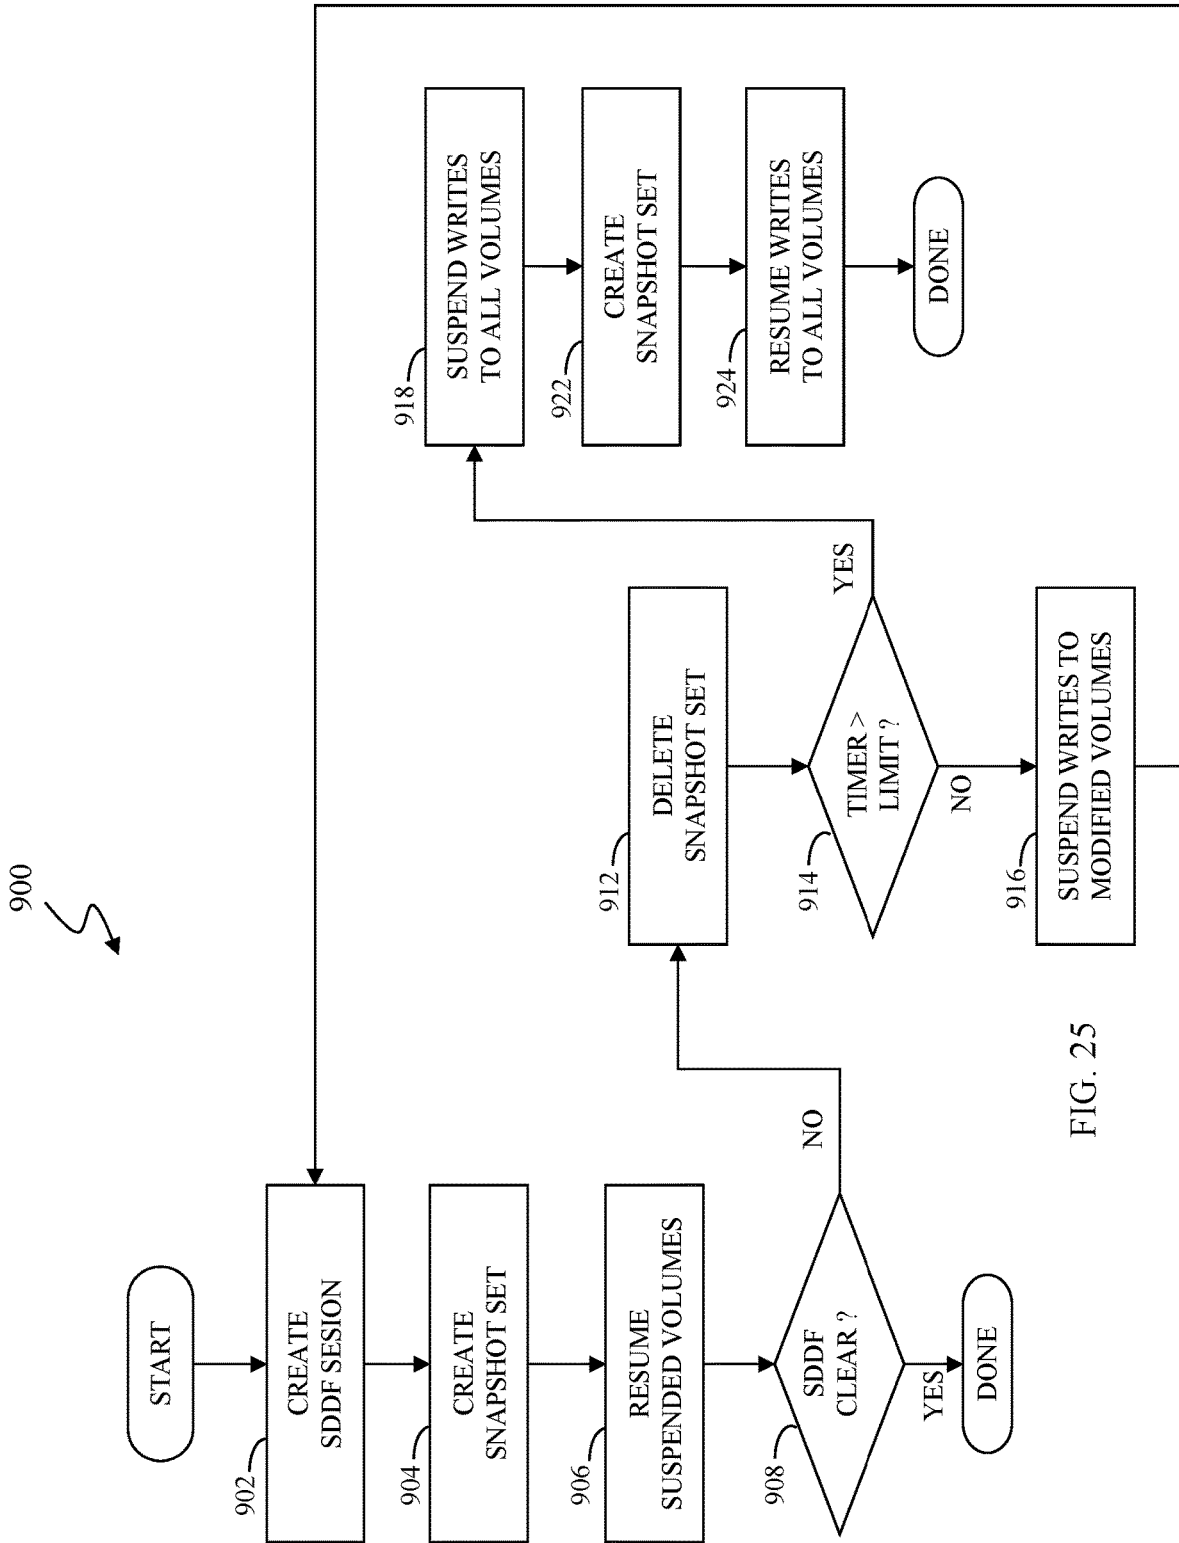 900
START
902
CREATE
SDDF SESION
904
CREATE
SNAPSHOT SET
906
RESUME
SUSPENDED VOLUMES
908
SDDF
CLEAR ?
NO
YES
DONE
912
DELETE
SNAPSHOT SET
914
TIMER >
LIMIT ?
YES
NO
916
SUSPEND WRITES TO
MODIFIED VOLUMES
918
SUSPEND WRITES
TO ALL VOLUMES
922
CREATE
SNAPSHOT SET
924
RESUME WRITES
TO ALL VOLUMES
DONE
FIG. 25